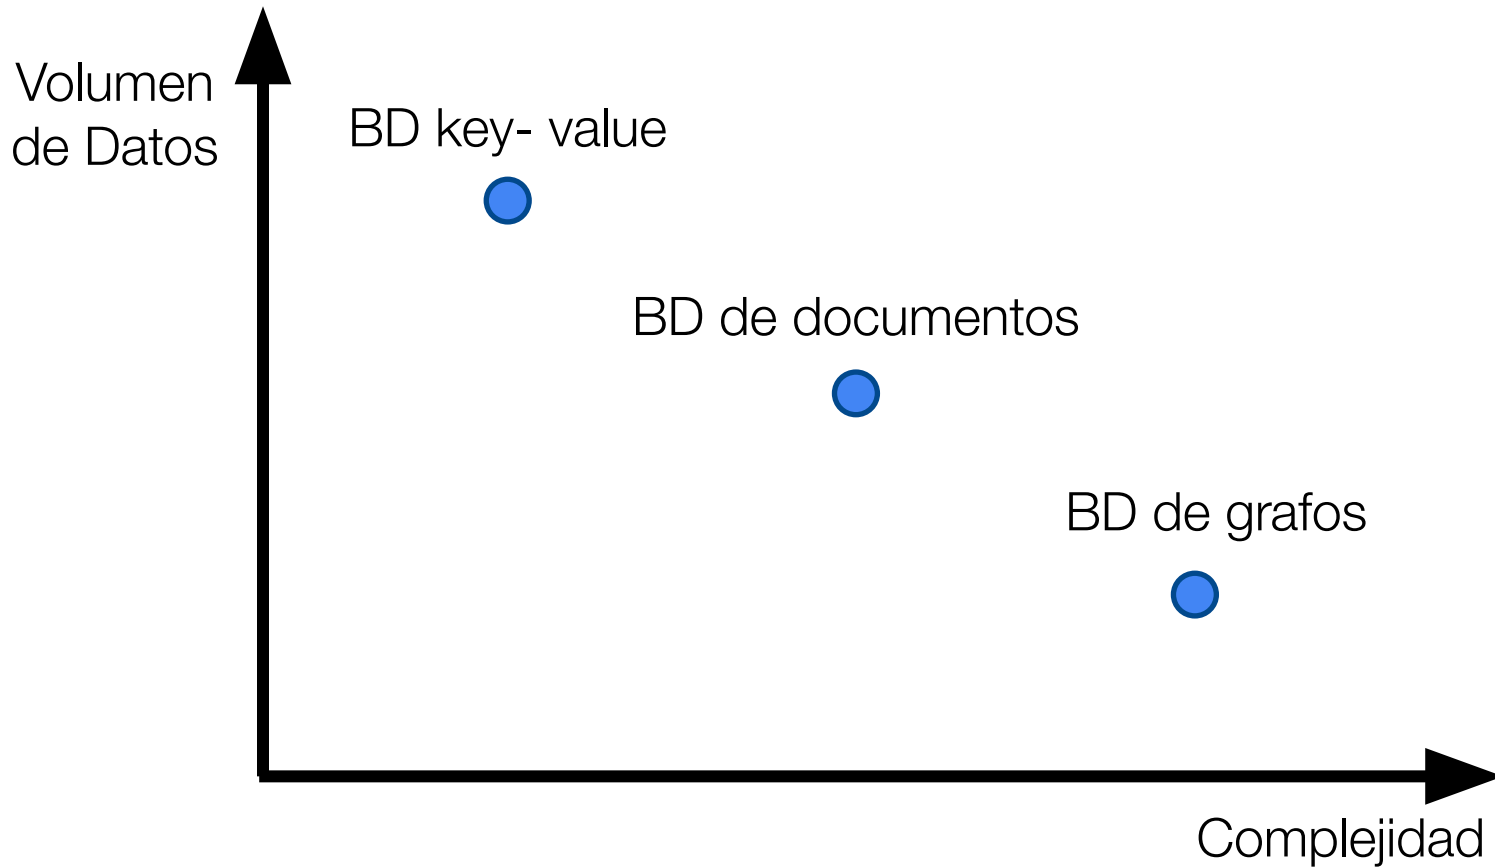 Volumen
de Datos
BD key- value
BD de documentos
BD de grafos
Complejidad